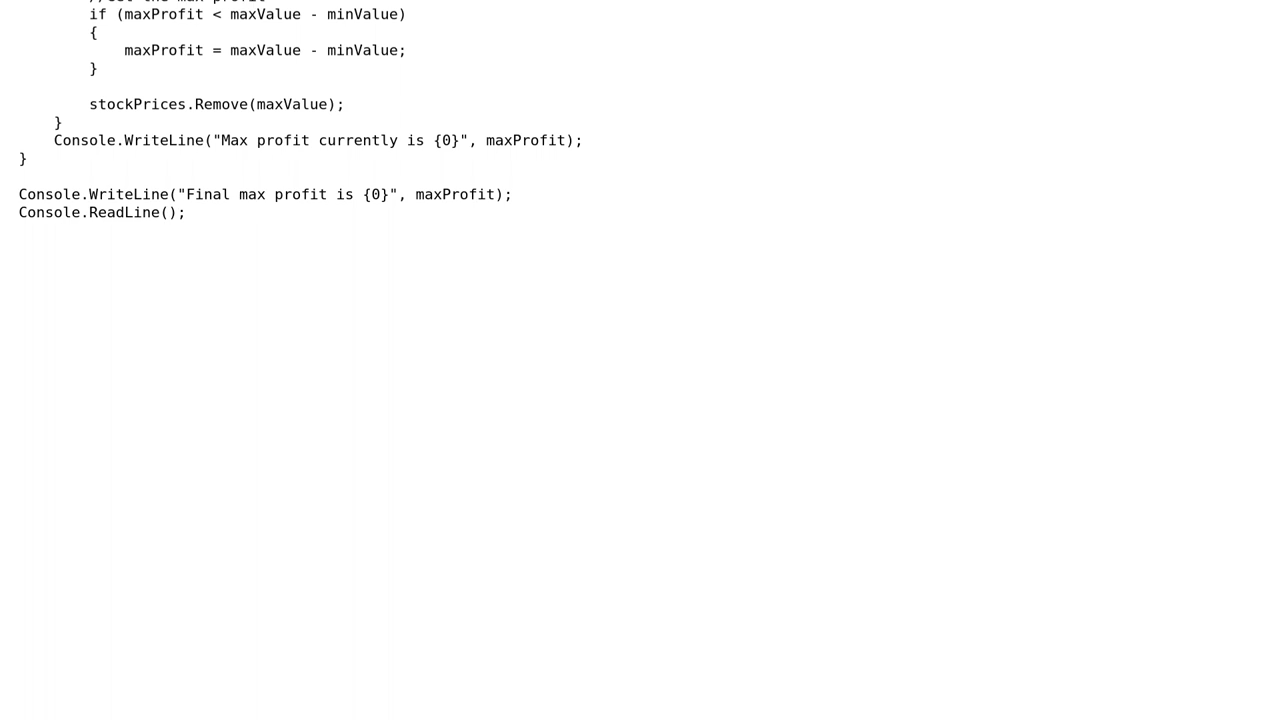 if (maxProfit < maxValue - minValue)
{
maxProfit = maxValue - minValue;
}
stockPrices.Remove(maxValue);
}
Console.WriteLine("Max profit currently is {0}", maxProfit);
}
Console.WriteLine("Final max profit is {0}", maxProfit);
Console.ReadLine();